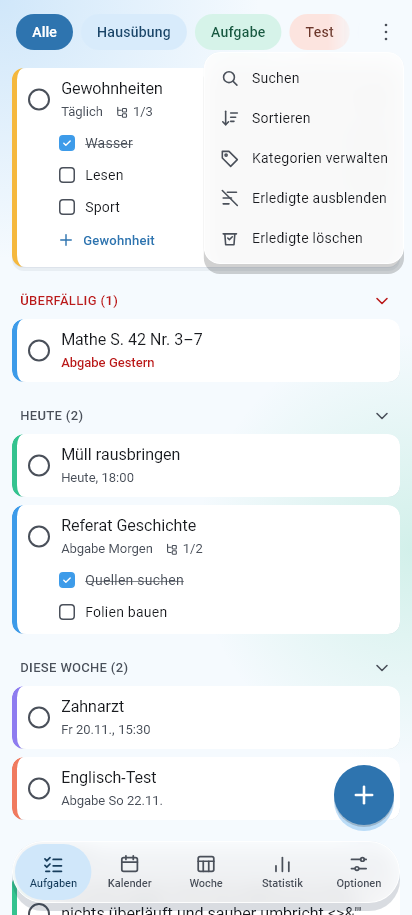 Alle Hausübung Aufgabe Test
Gewohnheiten
Täglich 1/3
Wasser
Lesen
Sport
Gewohnheit
Suchen
Sortieren
Kategorien verwalten
Erledigte ausblenden
Erledigte löschen
ÜBERFÄLLIG (1)
Mathe S. 42 Nr. 3–7
Abgabe Gestern
HEUTE (2)
Müll rausbringen
Heute, 18:00
Referat Geschichte
Abgabe Morgen 1/2
Quellen suchen
Folien bauen
DIESE WOCHE (2)
Zahnarzt
Fr 20.11., 15:30
Englisch-Test
Abgabe So 22.11.
Aufgaben Kalender Woche Statistik Optionen
nichts überläuft und sauber umbricht <>&"